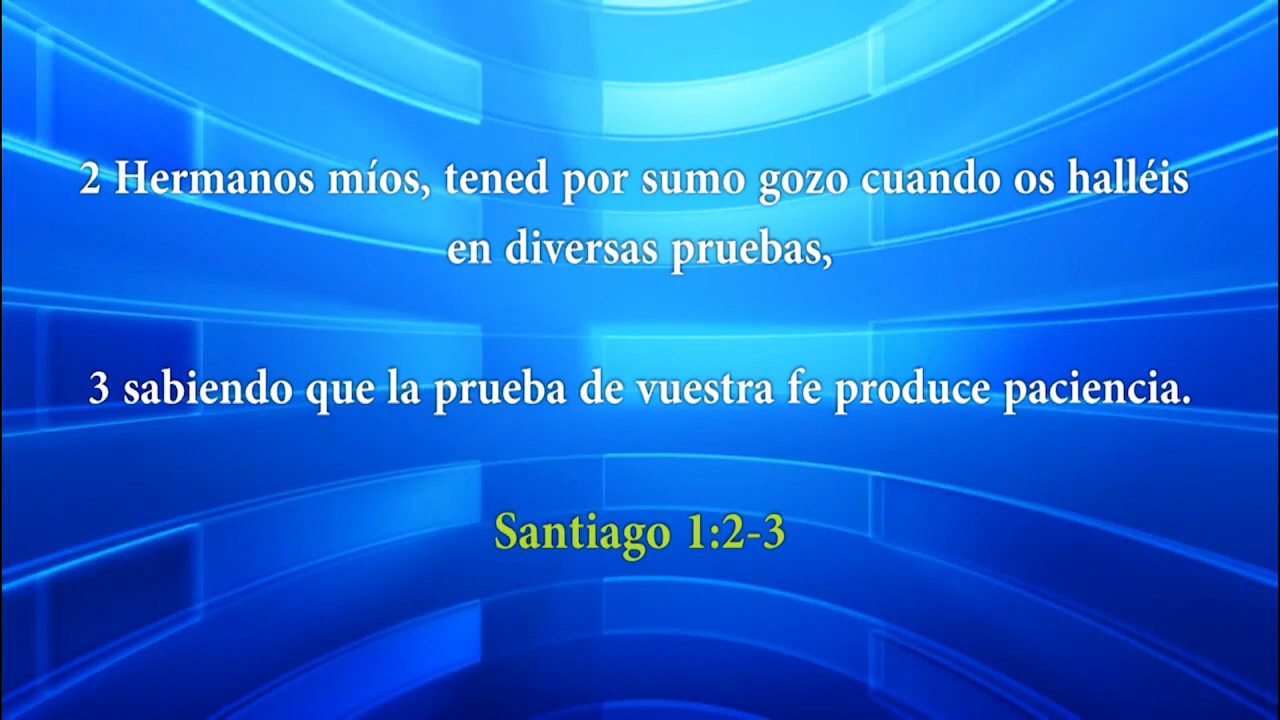 2 Hermanos míos, tened por sumo gozo cuando os halléis
en diversas pruebas,
3 sabiendo que la prueba de vuestra fe produce paciencia.
Santiago 1:2-3